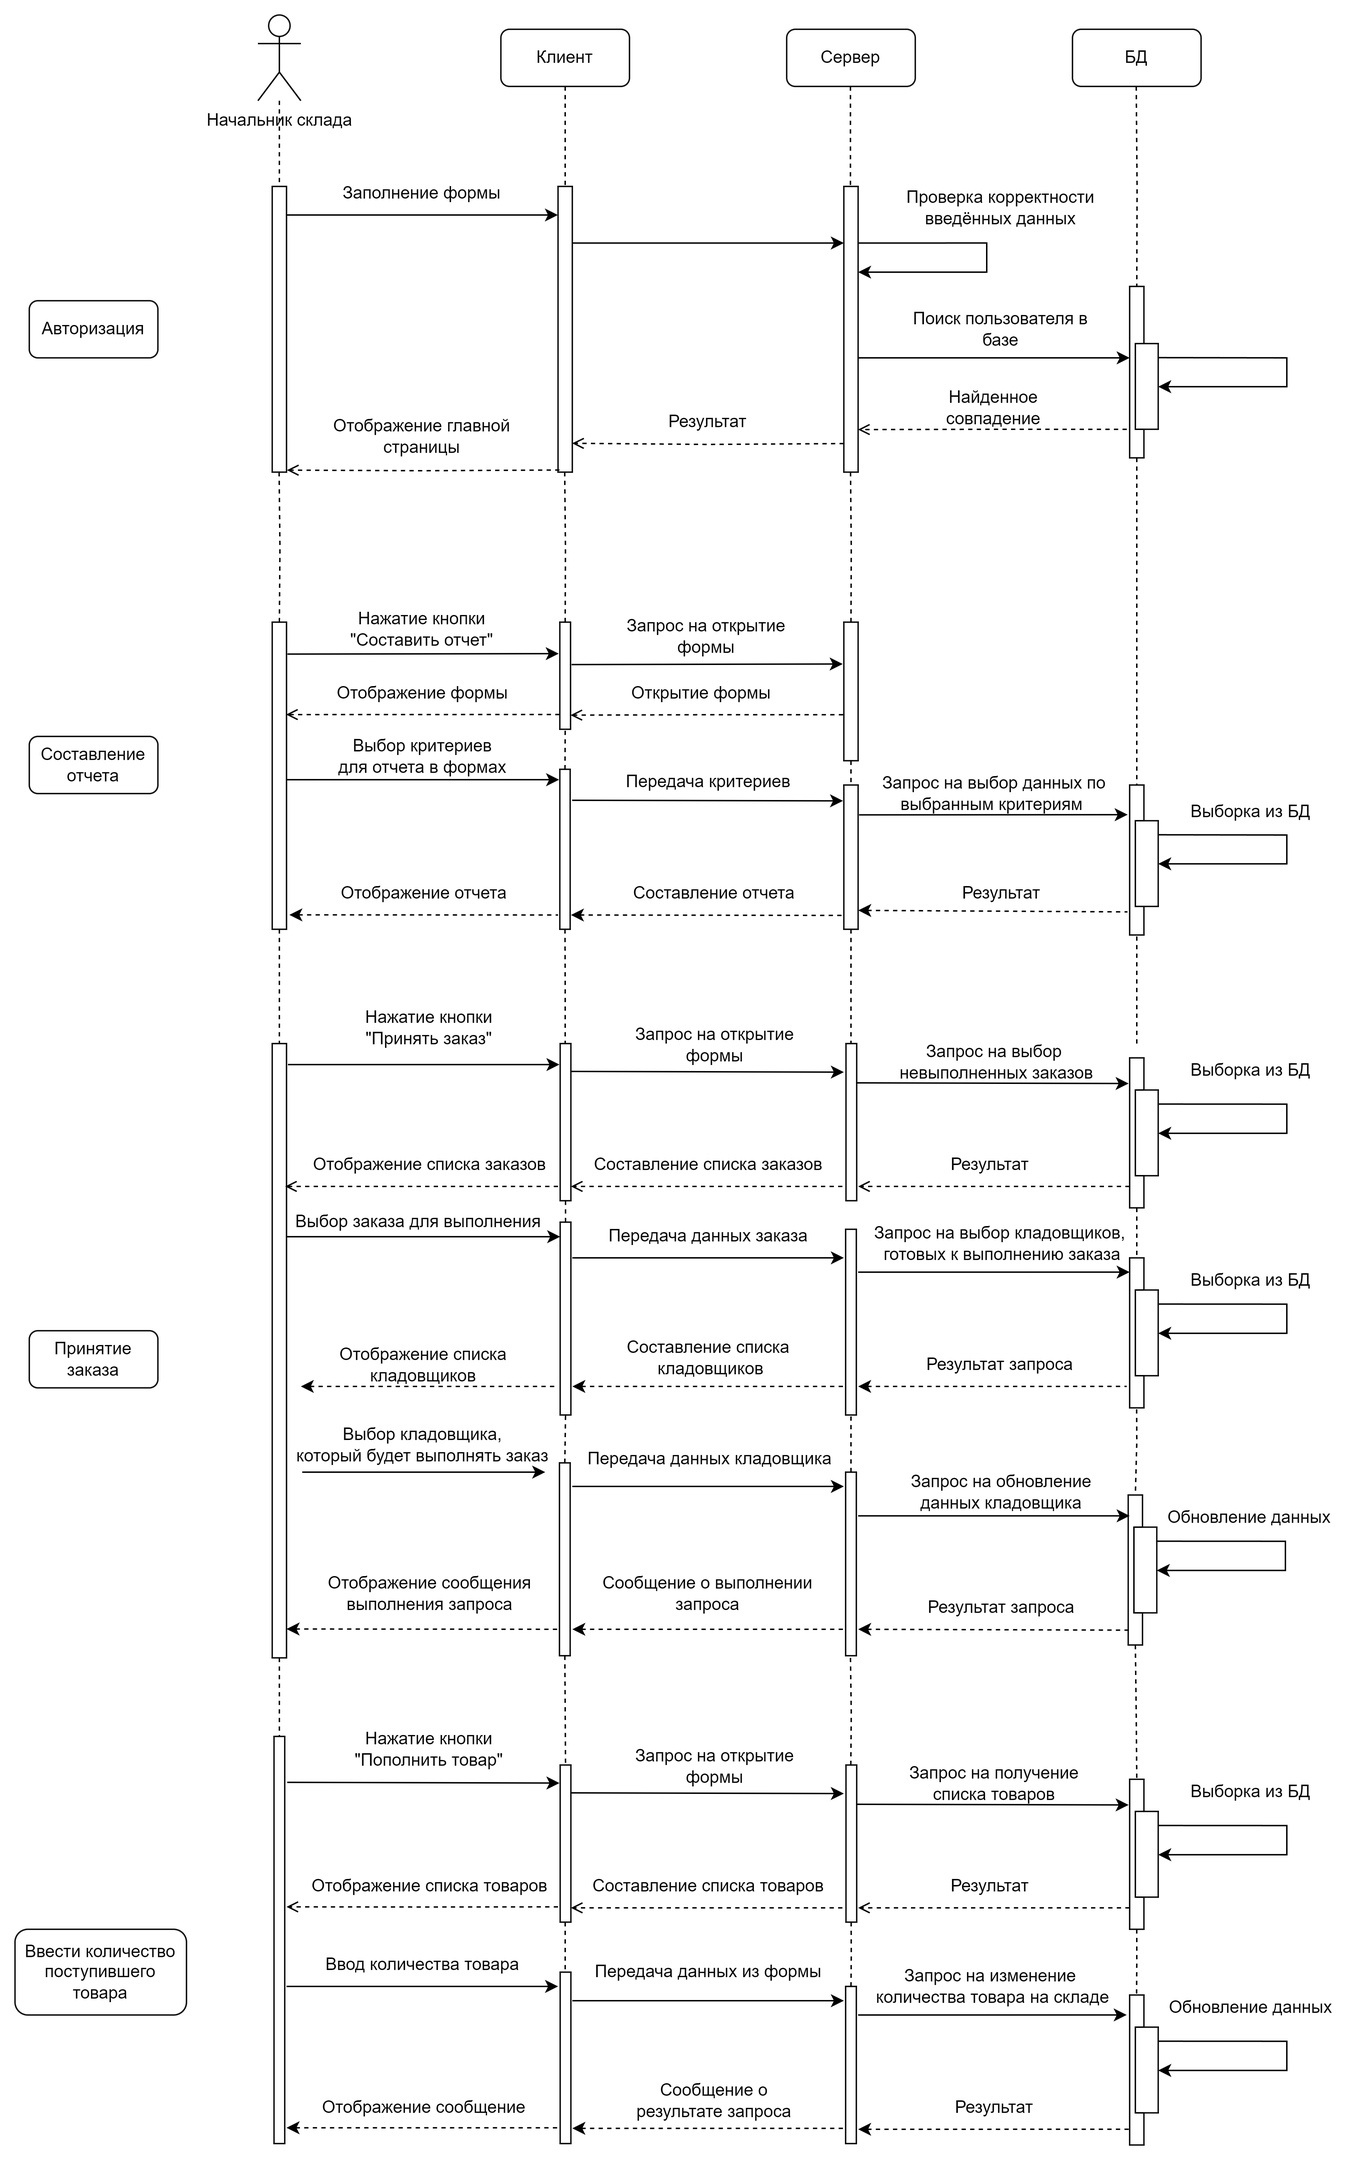 Клиент
Сервер
БД
Начальник склада
Заполнение формы
Проверка корректности
введённых данных
Авторизация
Поиск пользователя в
базе
Найденное
совпадение
Результат
Отображение главной
страницы
Нажатие кнопки
"Составить отчет"
Запрос на открытие
формы
Отображение формы
Открытие формы
Составление
отчета
Выбор критериев
для отчета в формах
Передача критериев
Запрос на выбор данных по
выбранным критериям
Выборка из БД
Отображение отчета
Составление отчета
Результат
Нажатие кнопки
"Принять заказ"
Запрос на открытие
формы
Запрос на выбор
невыполненных заказов
Выборка из БД
Отображение списка заказов
Составление списка заказов
Результат
Выбор заказа для выполнения
Передача данных заказа
Запрос на выбор кладовщиков,
готовых к выполнению заказа
Выборка из БД
Принятие
заказа
Отображение списка
кладовщиков
Составление списка
кладовщиков
Результат запроса
Выбор кладовщика,
который будет выполнять заказ
Передача данных кладовщика
Запрос на обновление
данных кладовщика
Обновление данных
Отображение сообщения
выполнения запроса
Сообщение о выполнении
запроса
Результат запроса
Нажатие кнопки
"Пополнить товар"
Запрос на открытие
формы
Запрос на получение
списка товаров
Выборка из БД
Отображение списка товаров
Составление списка товаров
Результат
Ввести количество
поступившего
товара
Ввод количества товара
Передача данных из формы
Запрос на изменение
количества товара на складе
Обновление данных
Отображение сообщение
Сообщение о
результате запроса
Результат